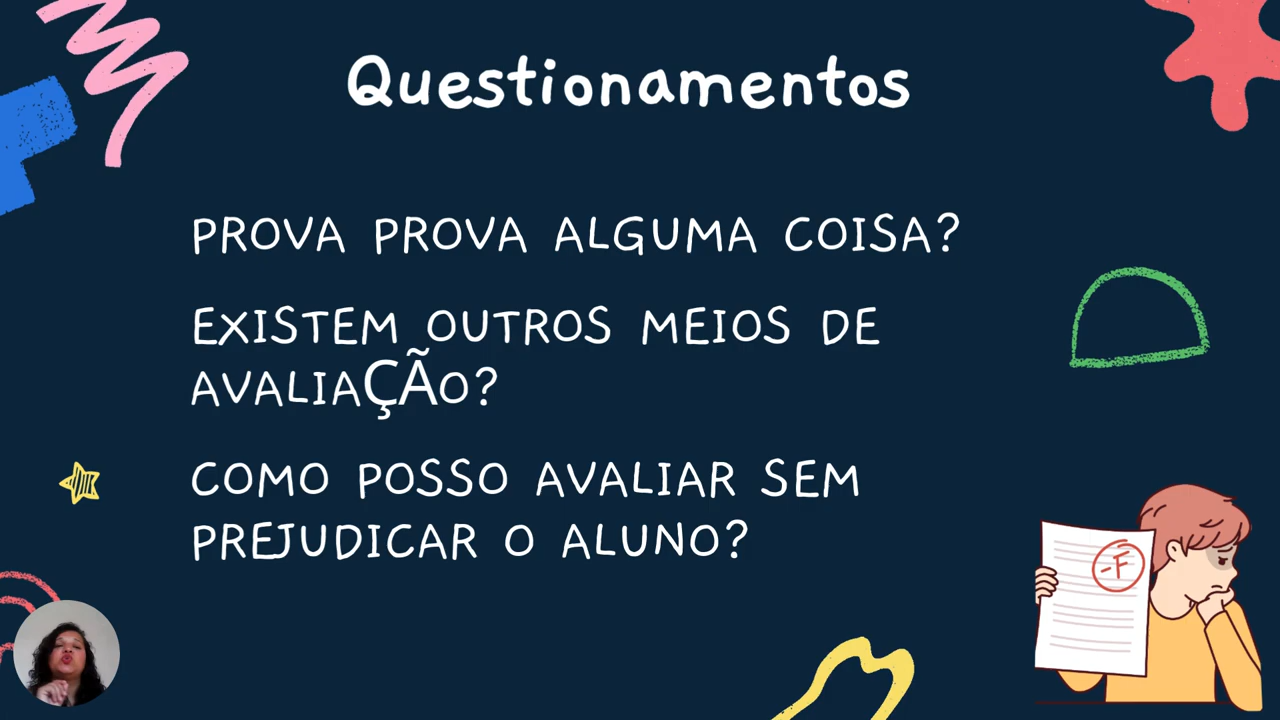 Questionamentos
PROVA PROVA ALGUMA COISA?
EXISTEM OUTROS MEIOS DE
AVALIAÇÃO?
COMO POSSO AVALIAR SEM
PREJUDICAR O ALUNO?
-F